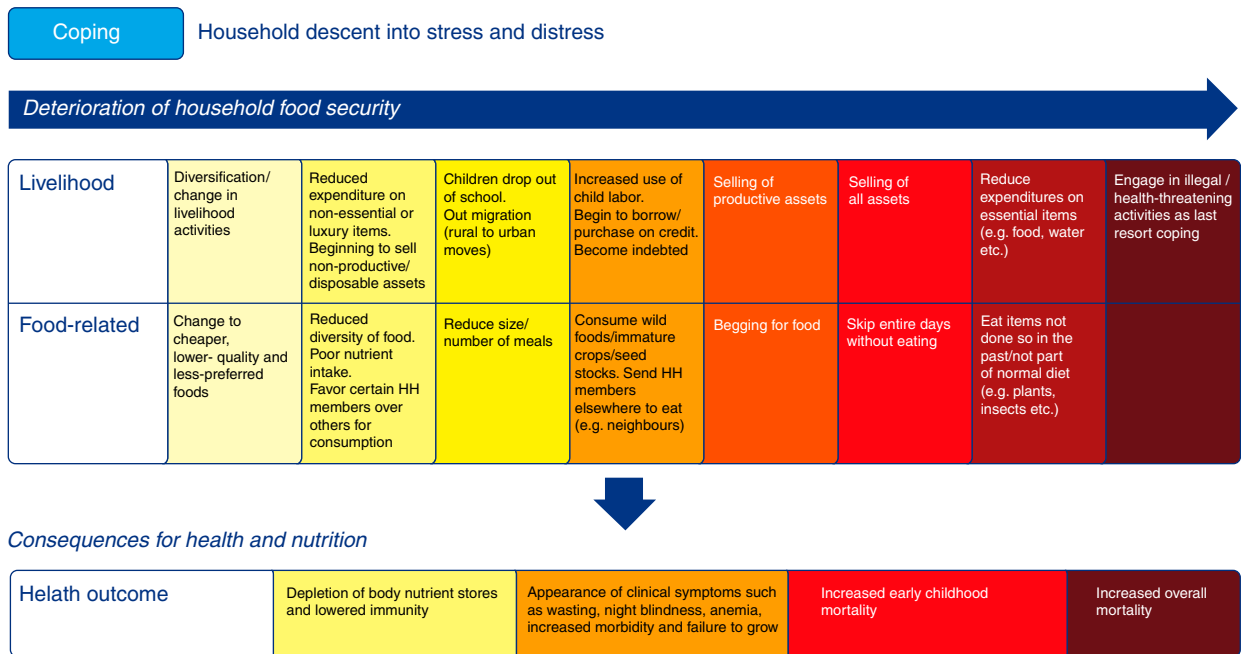 Coping
Household descent into stress and distress
Deterioration of household food security
Livelihood
Diversification/
change in
livelihood
activities
Reduced
expenditure on
non-essential or
luxury items.
Beginning to sell
non-productive/
disposable assets
Children drop out
of school.
Out migration
(rural to urban
moves)
Increased use of
child labor.
Begin to borrow/
purchase on credit.
Become indebted
Selling of
productive assets
Selling of
all assets
Reduce
expenditures on
essential items
(e.g. food, water
etc.)
Engage in illegal /
health-threatening
activities as last
resort coping
Food-related
Change to
cheaper,
lower- quality and
less-preferred
foods
Reduced
diversity of food.
Poor nutrient
intake.
Favor certain HH
members over
others for
consumption
Reduce size/
number of meals
Consume wild
foods/immature
crops/seed
stocks. Send HH
members
elsewhere to eat
(e.g. neighbours)
Begging for food
Skip entire days
without eating
Eat items not
done so in the
past/not part
of normal diet
(e.g. plants,
insects etc.)
Consequences for health and nutrition
Helath outcome
Depletion of body nutrient stores
and lowered immunity
Appearance of clinical symptoms such
as wasting, night blindness, anemia,
increased morbidity and failure to grow
Increased early childhood
mortality
Increased overall
mortality